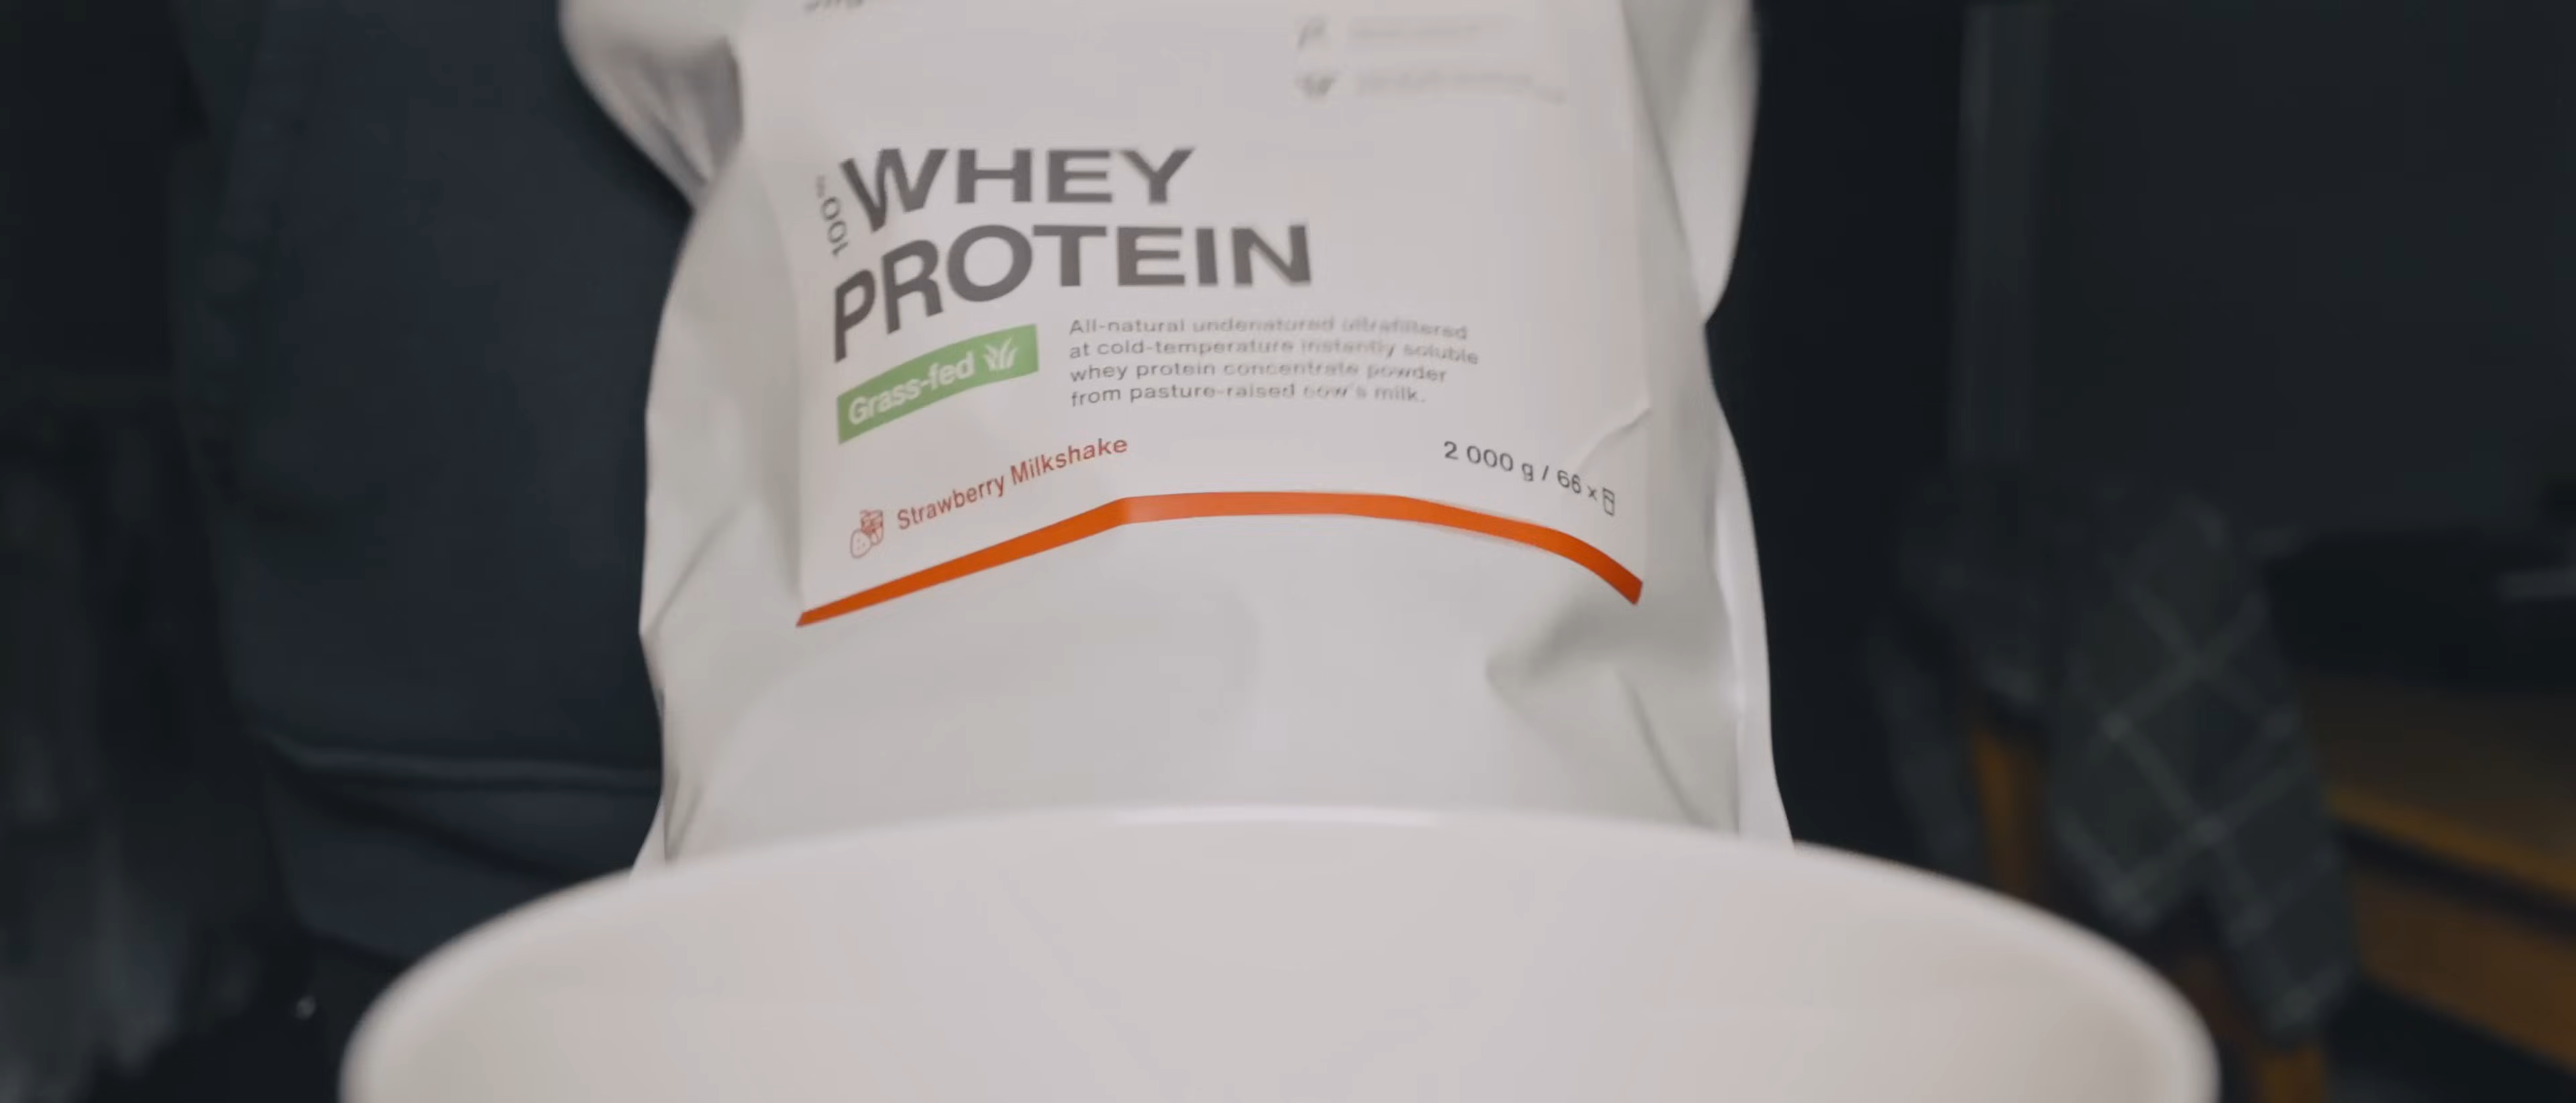 100%
WHEY
PROTEIN
Grass-fed
All-natural undenatured ultrafiltered
at cold-temperature instantly soluble
whey protein concentrate powder
from pasture-raised cow's milk.
Strawberry Milkshake
2 000 g / 66 x